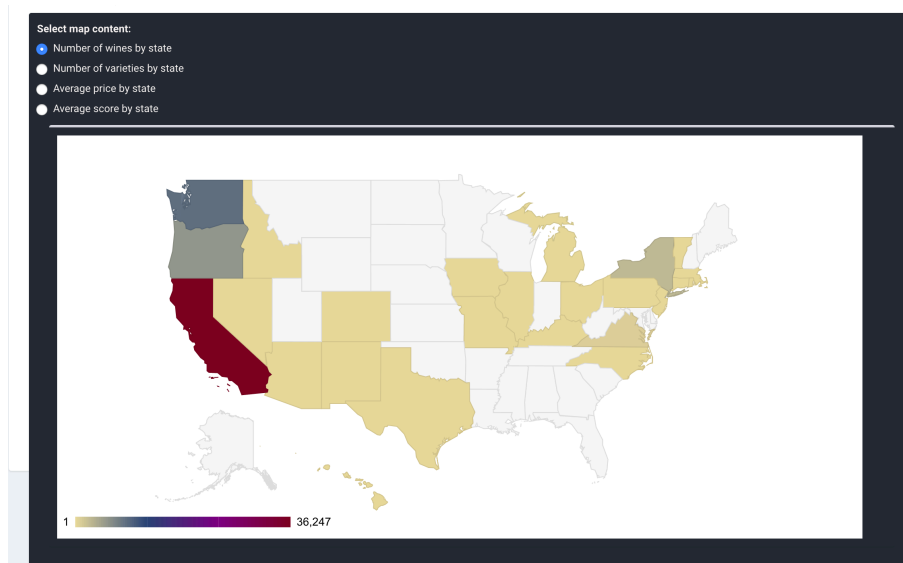 Select map content:
Number of wines by state
Number of varieties by state
Average price by state
Average score by state
1 36,247